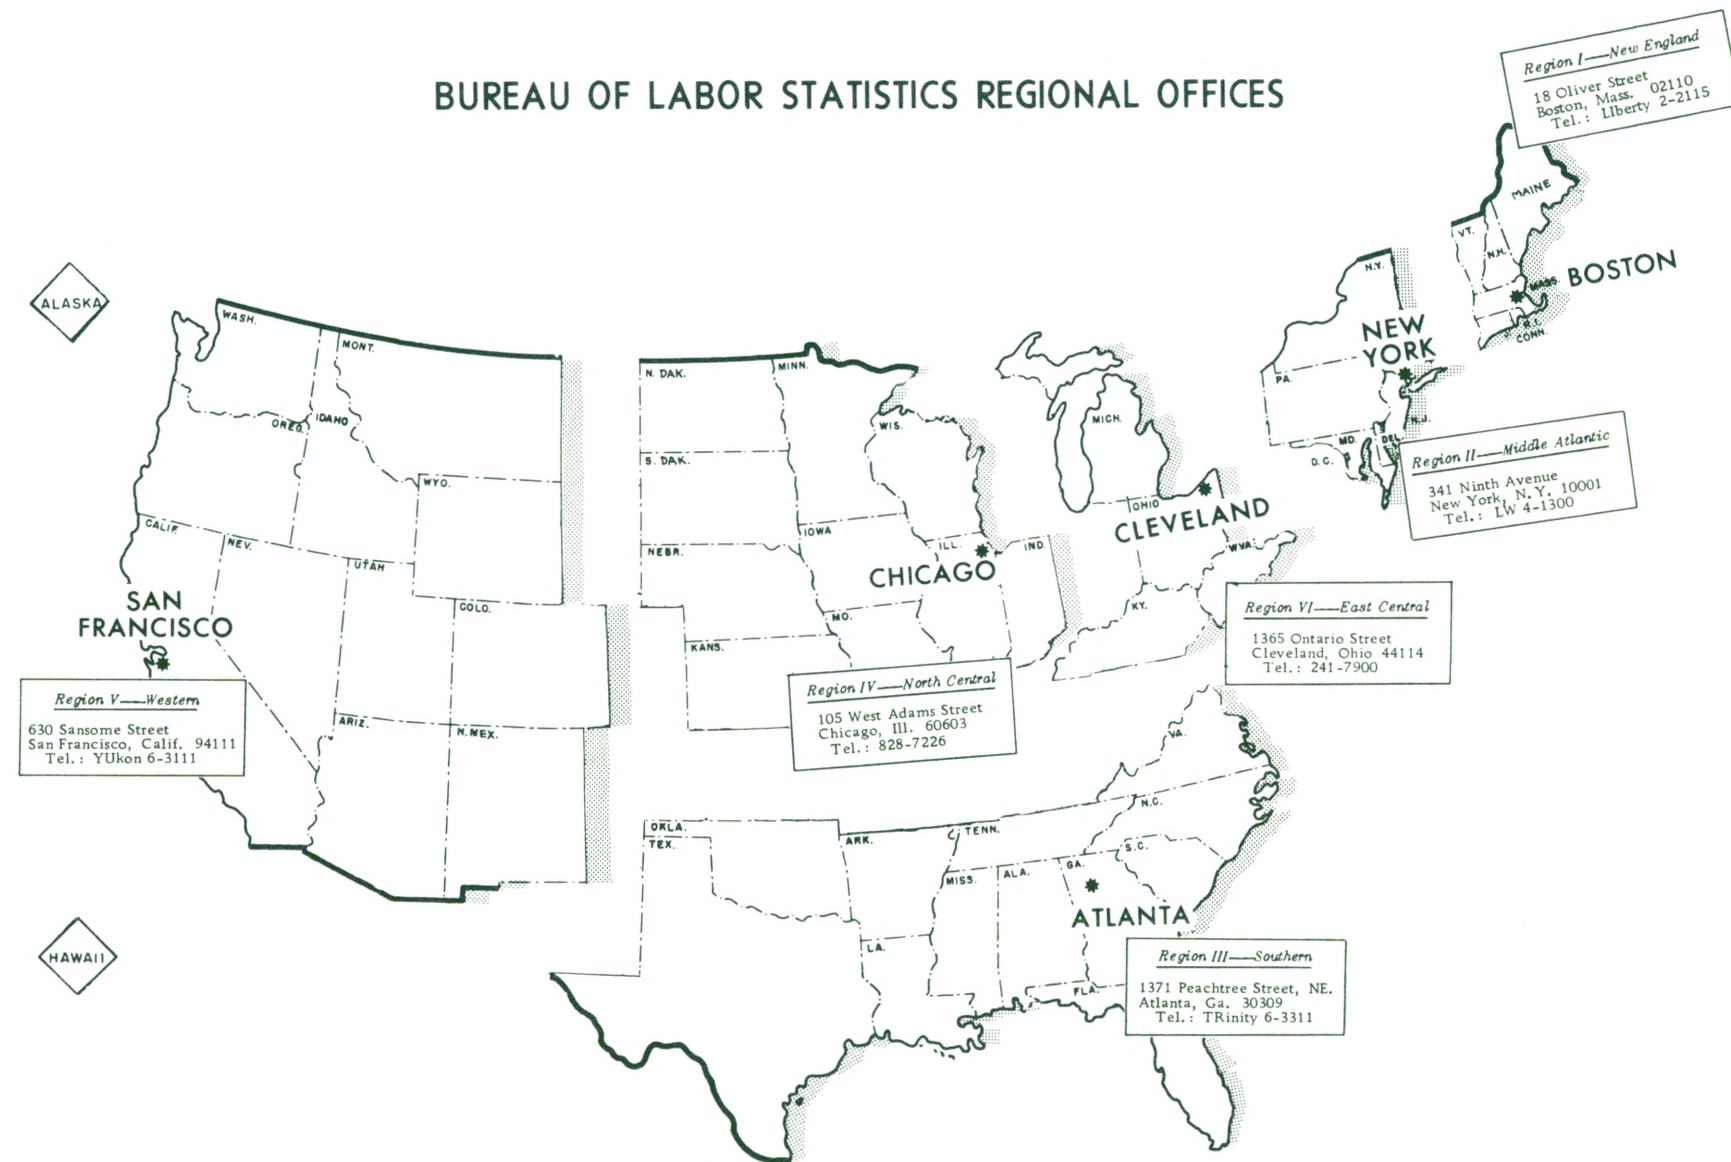 BUREAU OF LABOR STATISTICS REGIONAL OFFICES
Region I—New England
18 Oliver Street
Boston, Mass. 02110
Tel.: LIberty 2-2115
MAINE
VT.
N.H.
MASS.
BOSTON
R.I.
CONN.
N.Y.
NEW
YORK
PA.
N.J.
MD.
DEL.
D.C.
Region II—Middle Atlantic
341 Ninth Avenue
New York, N.Y. 10001
Tel.: LW 4-1300
ALASKA
WASH.
MONT.
OREG.
IDAHO
WYO.
CALIF.
NEV.
UTAH
COLO.
SAN
FRANCISCO
Region V—Western
630 Sansome Street
San Francisco, Calif. 94111
Tel.: YUkon 6-3111
ARIZ.
N.MEX.
HAWAII
N. DAK.
MINN.
WIS.
S. DAK.
IOWA
NEBR.
ILL.
IND.
CHICAGO
MO.
KANS.
Region IV—North Central
105 West Adams Street
Chicago, Ill. 60603
Tel.: 828-7226
MICH.
OHIO
CLEVELAND
W.VA.
KY.
Region VI—East Central
1365 Ontario Street
Cleveland, Ohio 44114
Tel.: 241-7900
VA.
N.C.
OKLA.
TEX.
ARK.
TENN.
S.C.
MISS.
ALA.
GA.
ATLANTA
LA.
FLA.
Region III—Southern
1371 Peachtree Street, NE.
Atlanta, Ga. 30309
Tel.: TRinity 6-3311